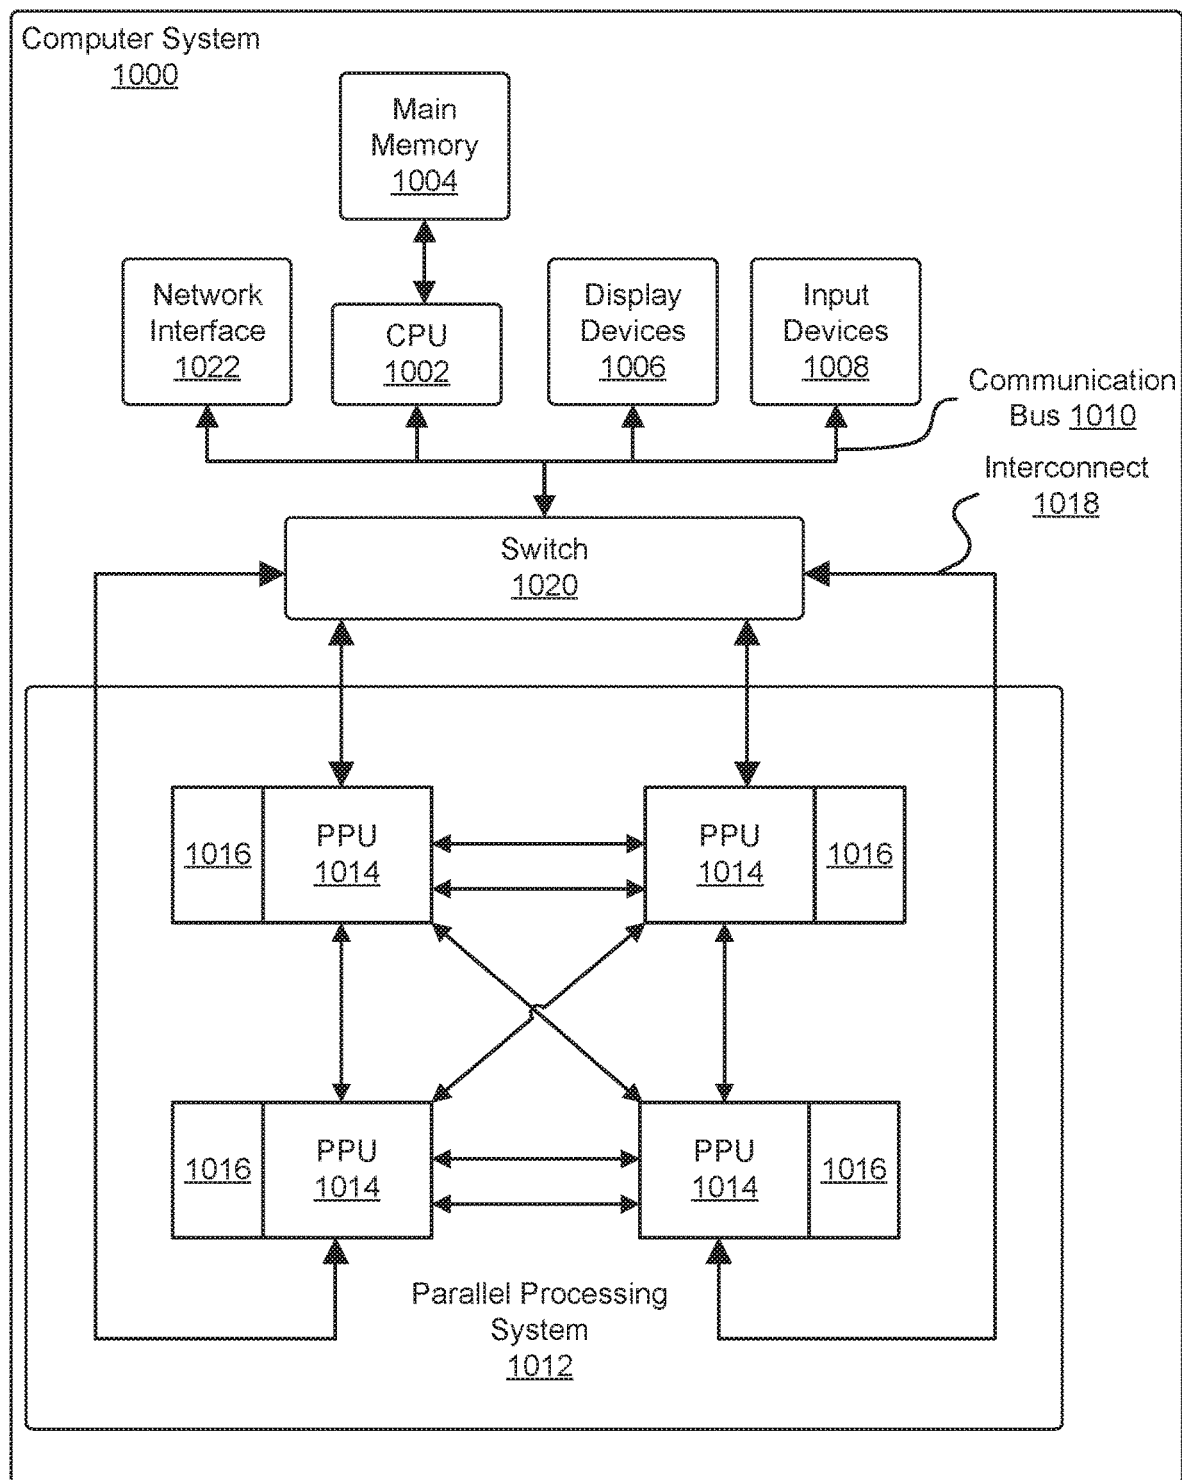 Computer System
1000
Main
Memory
1004
Network
Interface
1022
CPU
1002
Display
Devices
1006
Input
Devices
1008
Communication
Bus 1010
Interconnect
1018
Switch
1020
1016
PPU
1014
PPU
1014
1016
1016
PPU
1014
PPU
1014
1016
Parallel Processing
System
1012